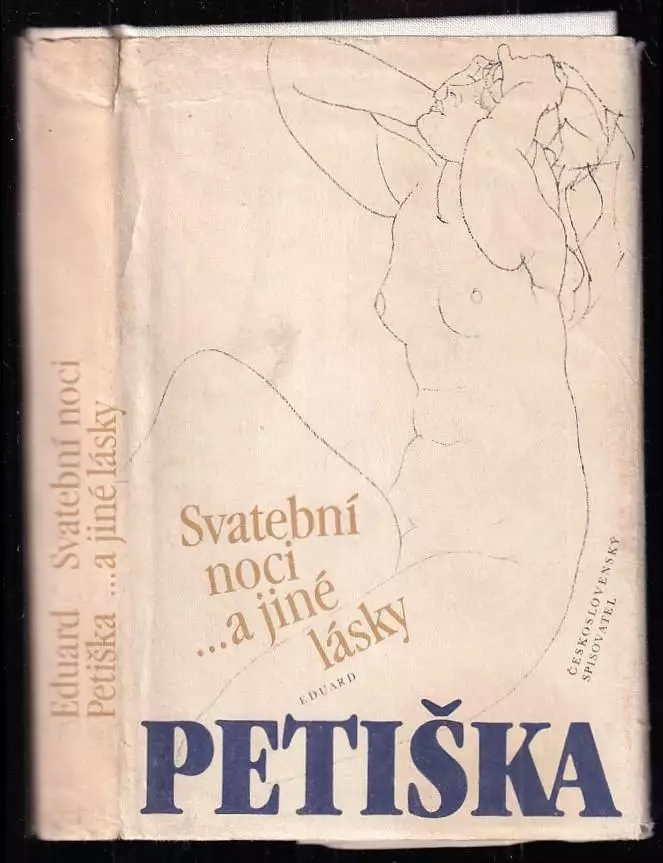 Eduard Svatební noci
Petiška ...a jiné lásky
Svatební
noci
...a jiné
lásky
EDUARD
PETIŠKA
ČESKOSLOVENSKÝ
SPISOVATEL